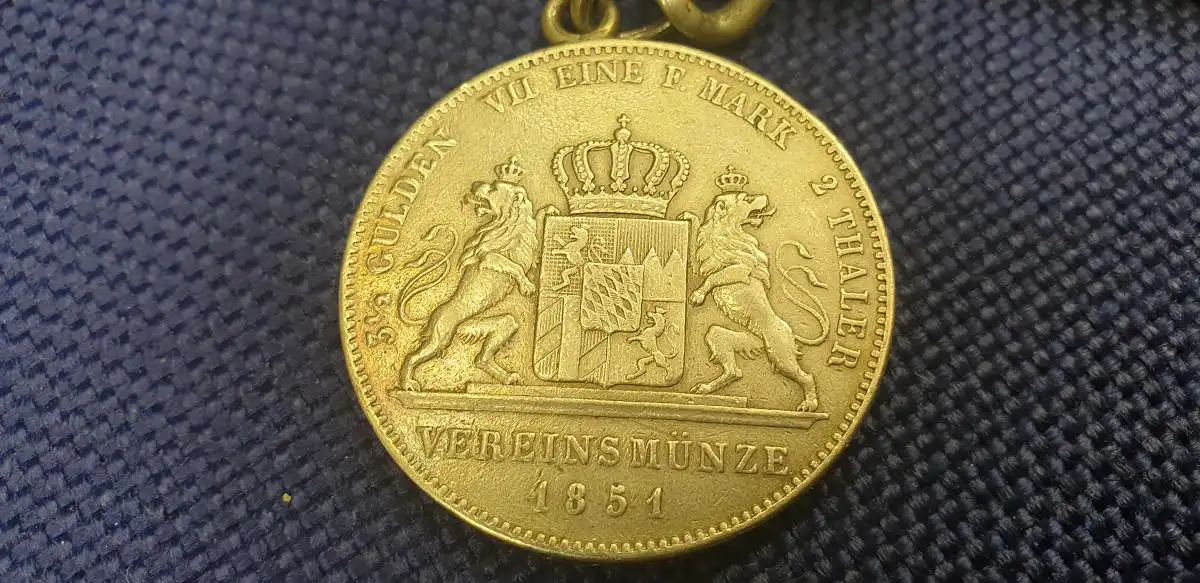 3½ GULDEN VII EINE F. MARK 2 THALER
VEREINSMÜNZE
1851